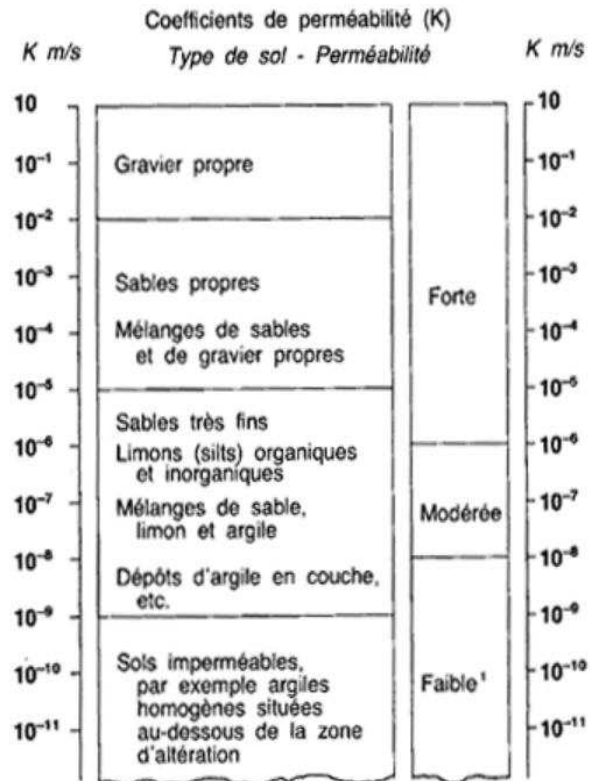 Coefficients de perméabilité (K)
K m/s Type de sol - Perméabilité K m/s
10 10
10⁻¹ Gravier propre 10⁻¹
10⁻² 10⁻²
10⁻³ Sables propres Forte 10⁻³
10⁻⁴ Mélanges de sables 10⁻⁴
et de gravier propres
10⁻⁵ 10⁻⁵
Sables très fins
10⁻⁶ Limons (silts) organiques 10⁻⁶
et inorganiques
10⁻⁷ Mélanges de sable, Modérée 10⁻⁷
limon et argile
10⁻⁸ 10⁻⁸
Dépôts d'argile en couche,
etc.
10⁻⁹ 10⁻⁹
Sols imperméables,
10⁻¹⁰ par exemple argiles Faible¹ 10⁻¹⁰
homogènes situées
10⁻¹¹ au-dessous de la zone 10⁻¹¹
d'altération